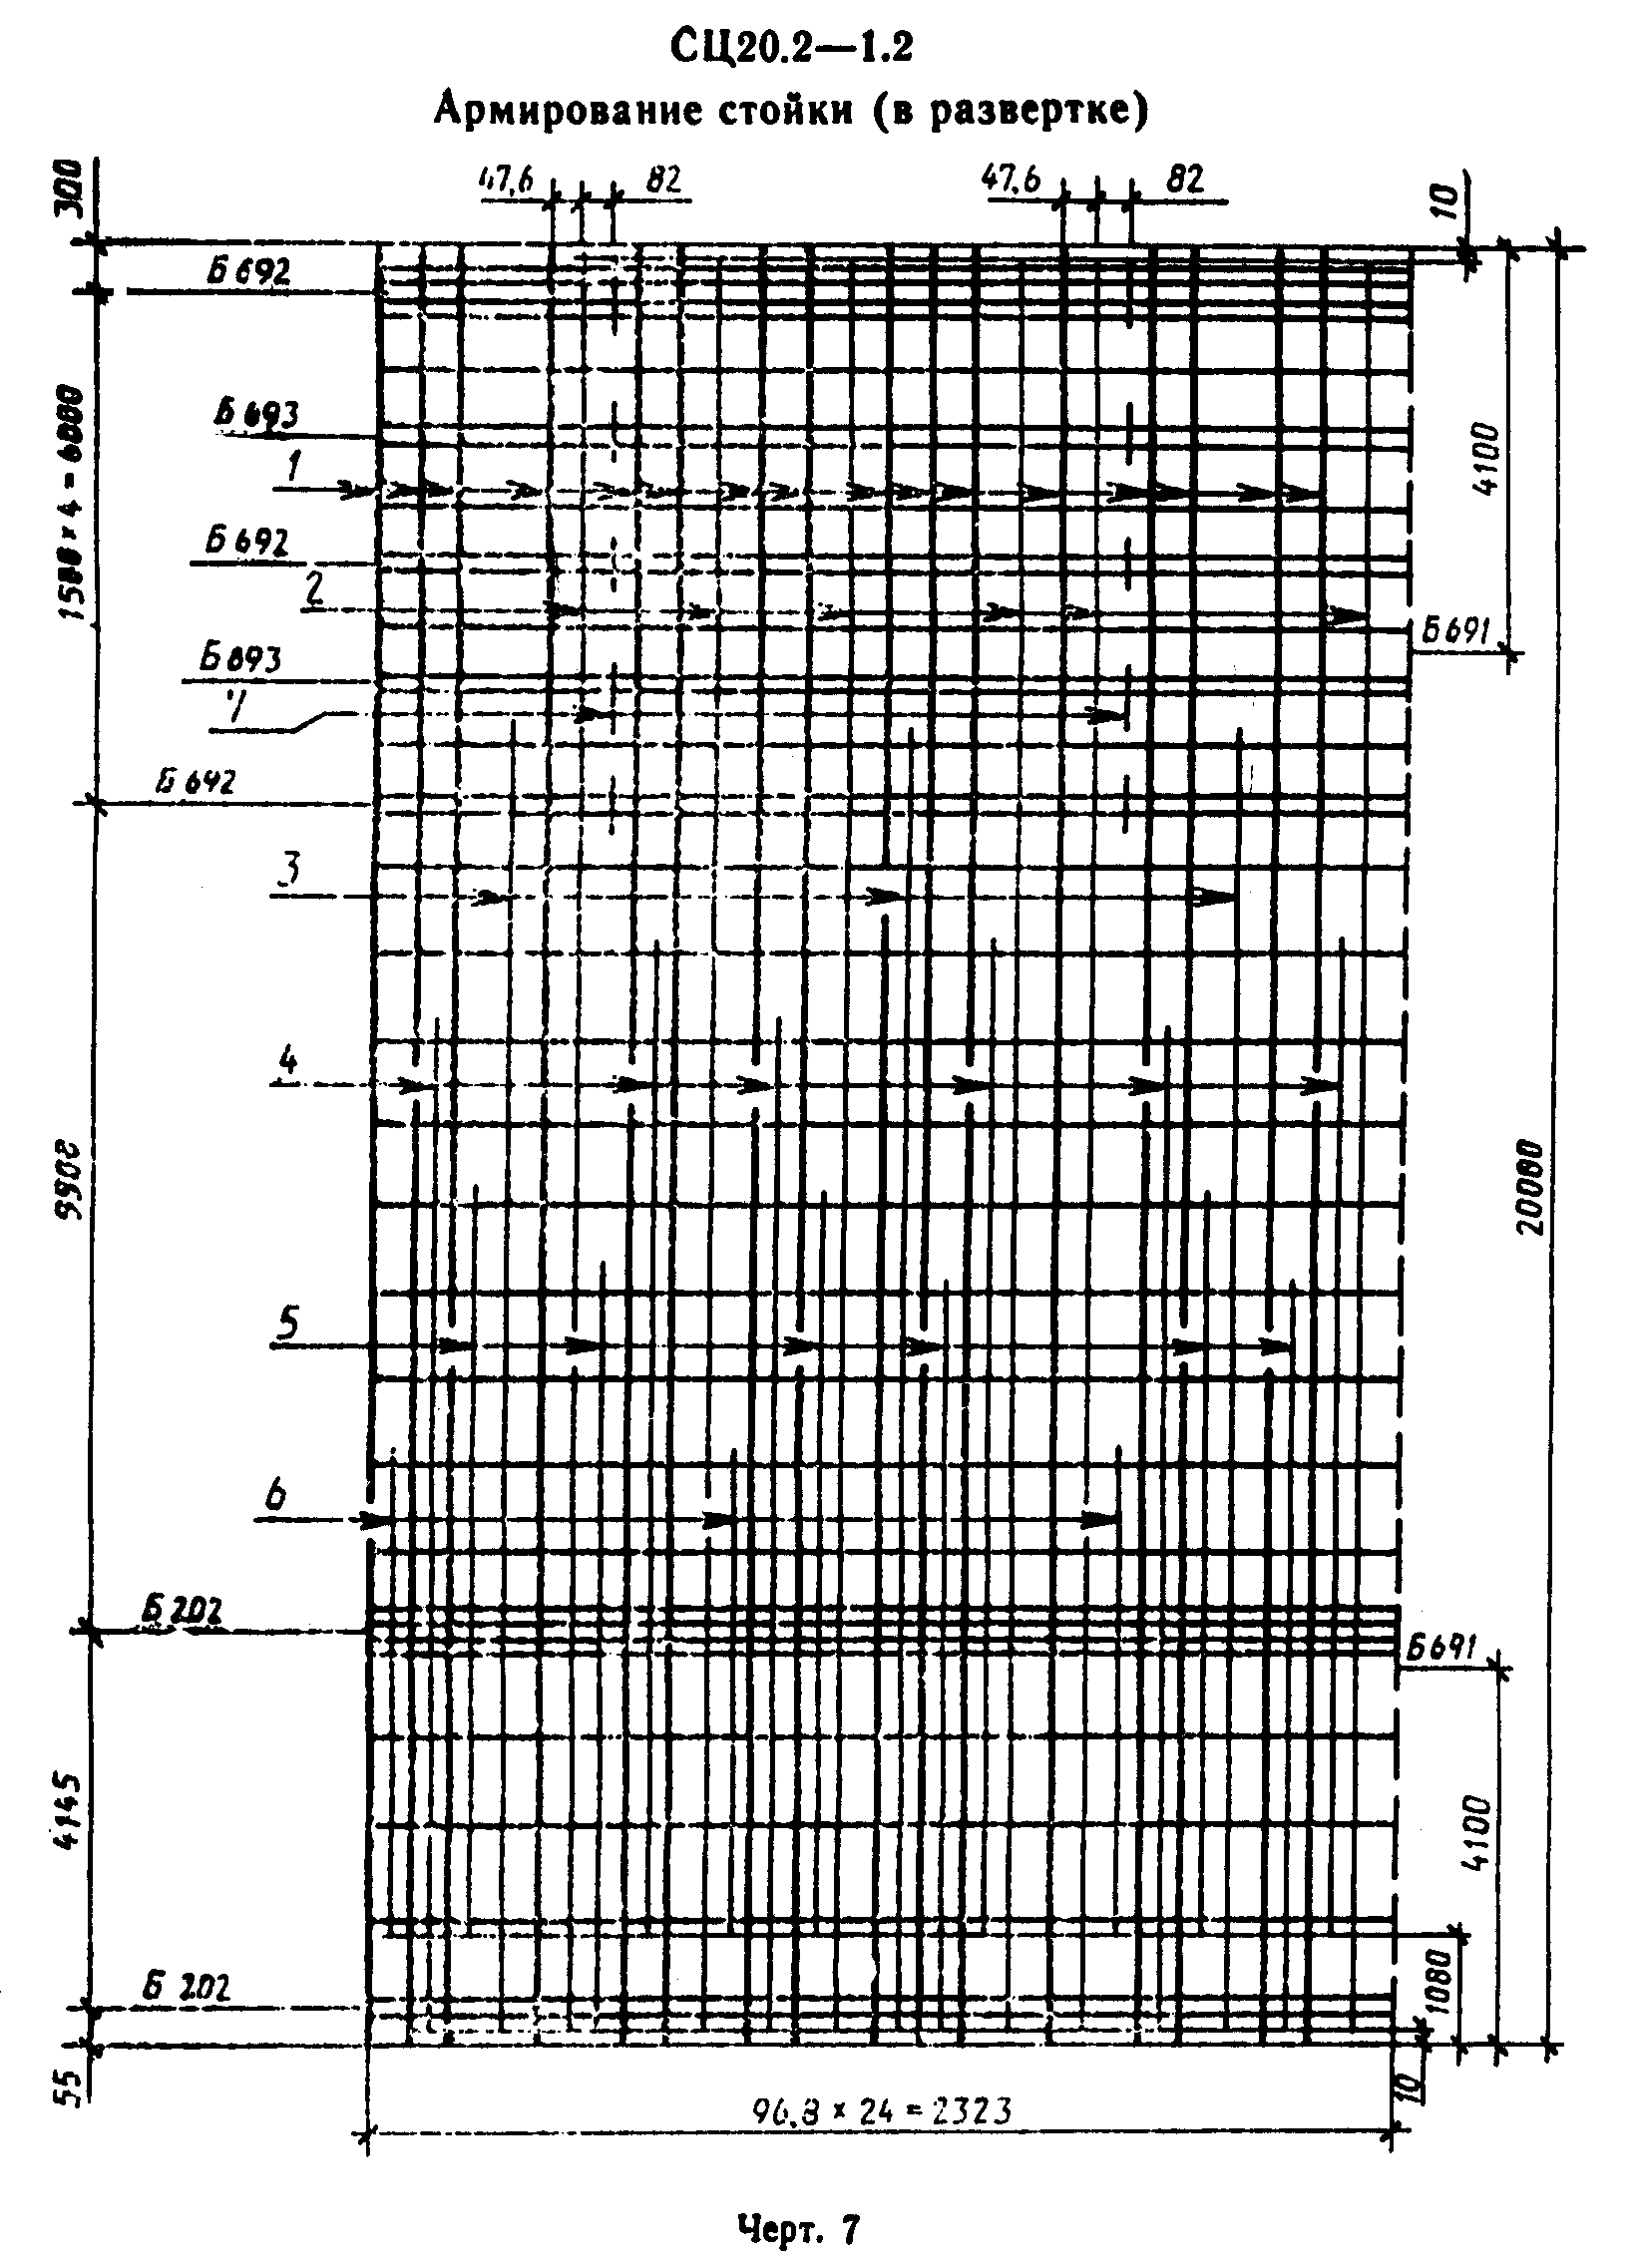 СЦ20.2—1.2
Армирование стойки (в развертке)
300
47,6
82
47,6
82
10
Б 692
Б 693
1
1500 × 4 = 6000
4100
Б 692
2
Б 691
Б 693
7
Б 692
3
4
9902
20000
5
6
Б 202
Б 691
4145
4100
Б 202
1080
55
10
96,8 × 24 = 2323
Черт. 7